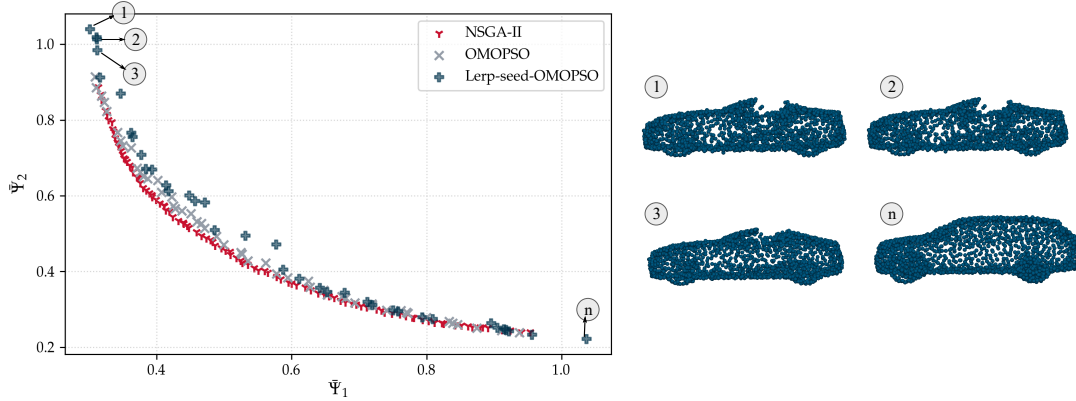 1
2
3
n
NSGA-II
OMOPSO
Lerp-seed-OMOPSO
1.0
0.8
0.6
0.4
0.2
Ψ̄₂
0.4
0.6
0.8
1.0
Ψ̄₁
1
2
3
n